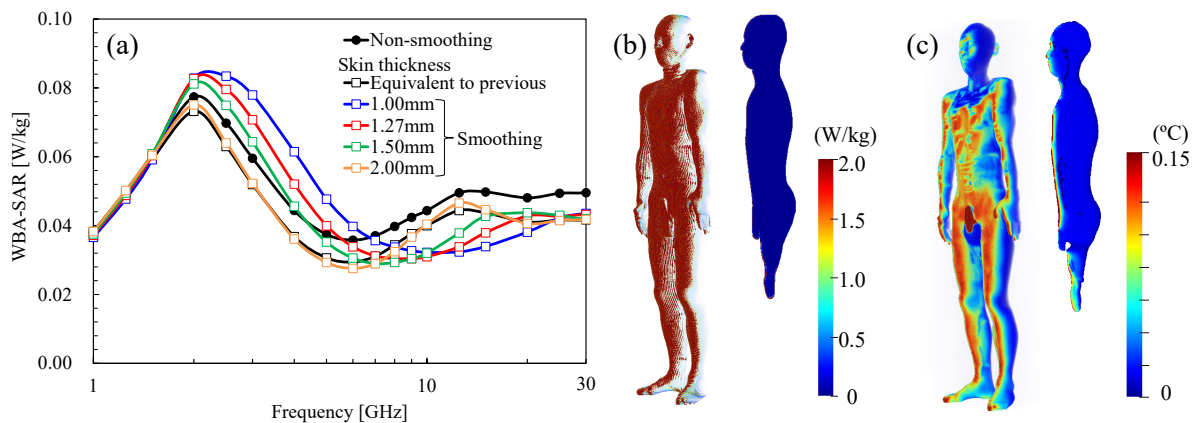 (a)
WBA-SAR [W/kg]
0.10
0.08
0.06
0.04
0.02
0.00
1
10
30
Frequency [GHz]
Non-smoothing
Skin thickness
Equivalent to previous
1.00mm
1.27mm
1.50mm
2.00mm
Smoothing
(b)
(W/kg)
2.0
1.5
1.0
0.5
0
(c)
(ºC)
0.15
0